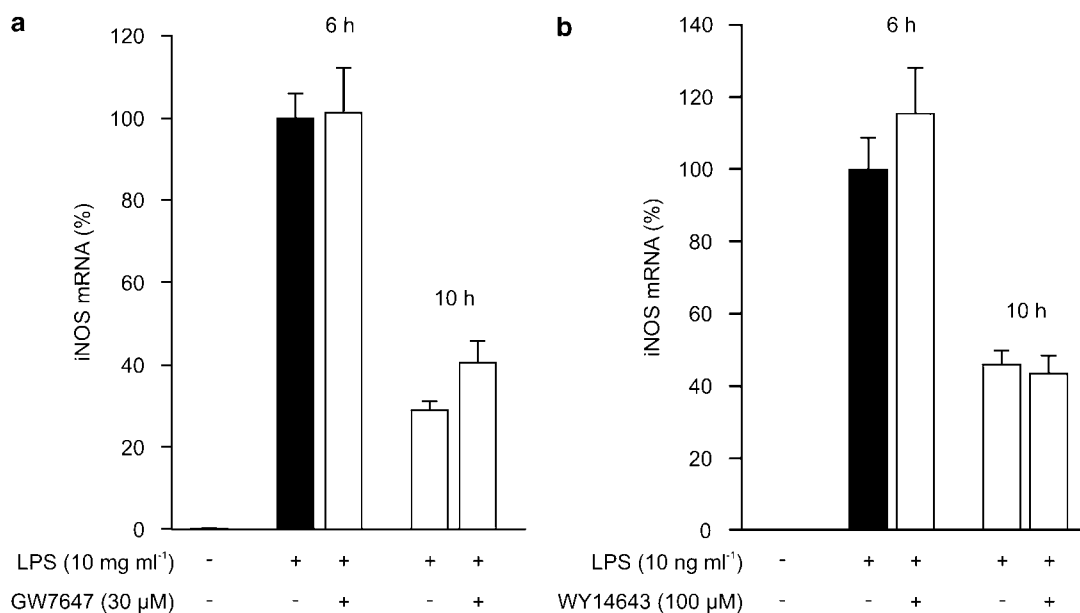 a
6 h
120
100
80
60
40
20
0
iNOS mRNA (%)
10 h
LPS (10 mg ml⁻¹) - + + + +
GW7647 (30 µM) - - + - +
b
6 h
140
120
100
80
60
40
20
0
iNOS mRNA (%)
10 h
LPS (10 ng ml⁻¹) - + + + +
WY14643 (100 µM) - - + - +